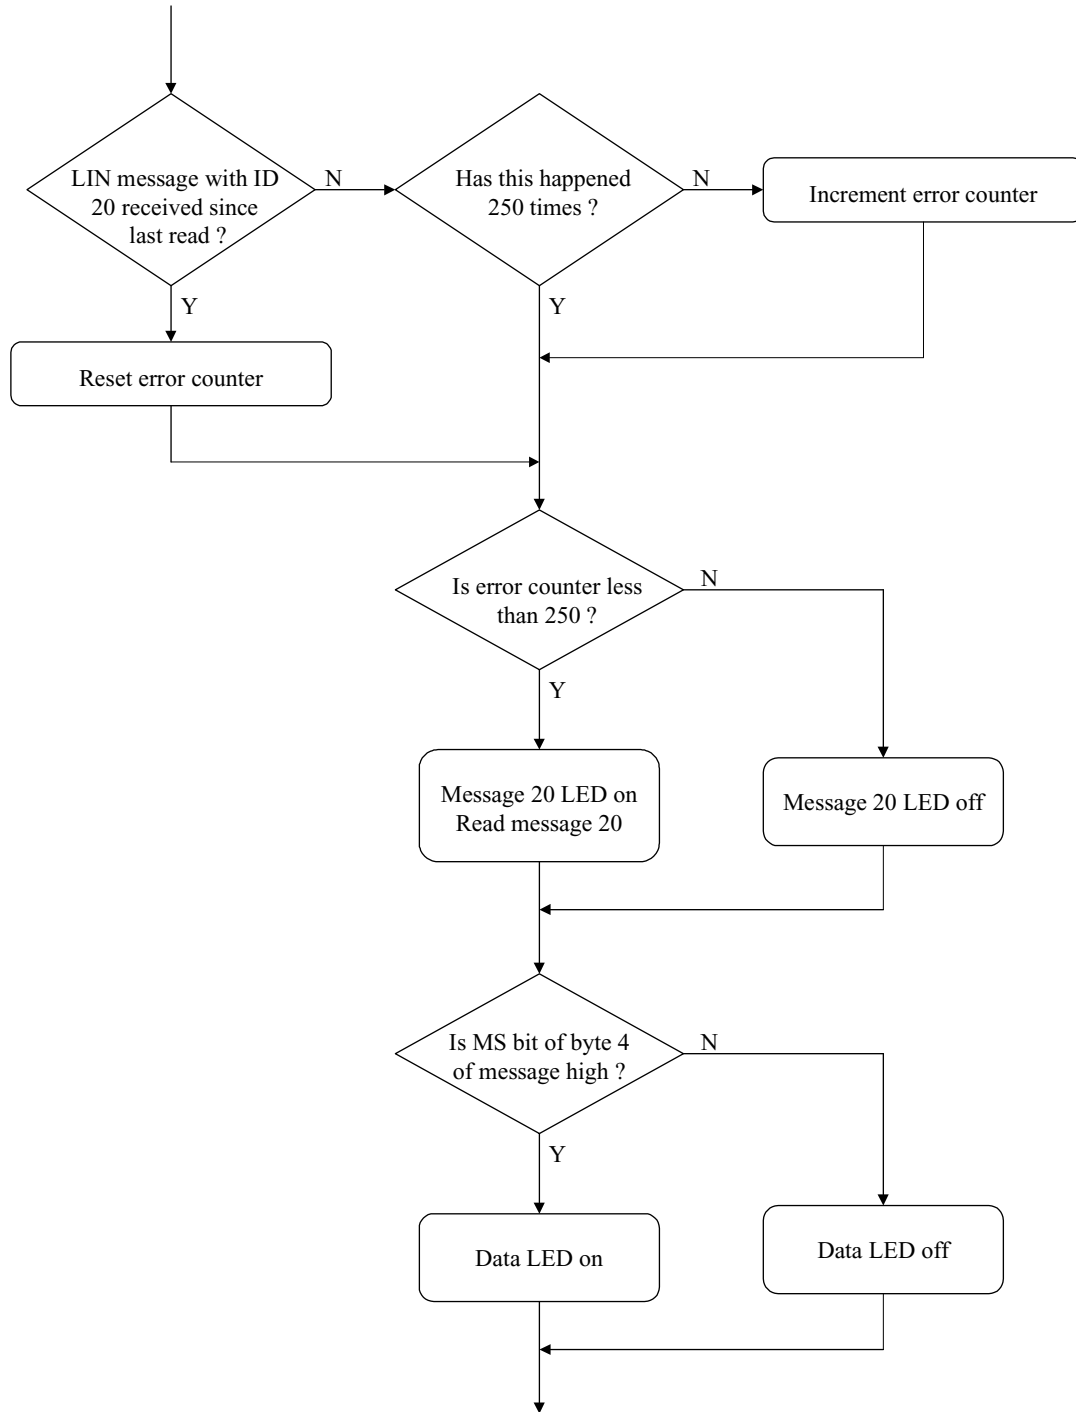 LIN message with ID
20 received since
last read ?
N
Has this happened
250 times ?
N
Increment error counter
Y
Y
Reset error counter
Is error counter less
than 250 ?
N
Y
Message 20 LED on
Read message 20
Message 20 LED off
Is MS bit of byte 4
of message high ?
N
Y
Data LED on
Data LED off